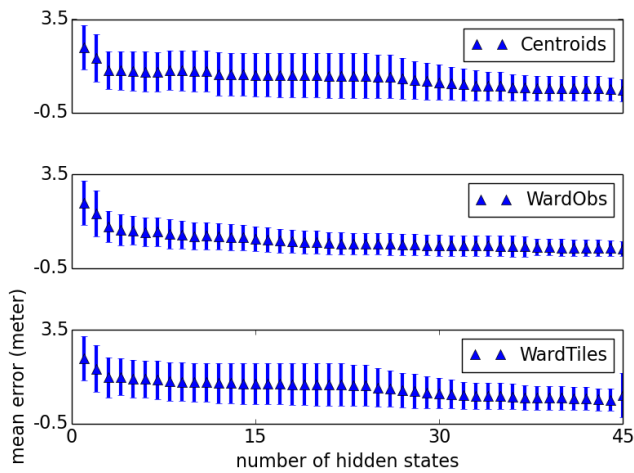 3.5
Centroids
-0.5
3.5
WardObs
-0.5
3.5
WardTiles
-0.5
mean error (meter)
0 15 30 45
number of hidden states